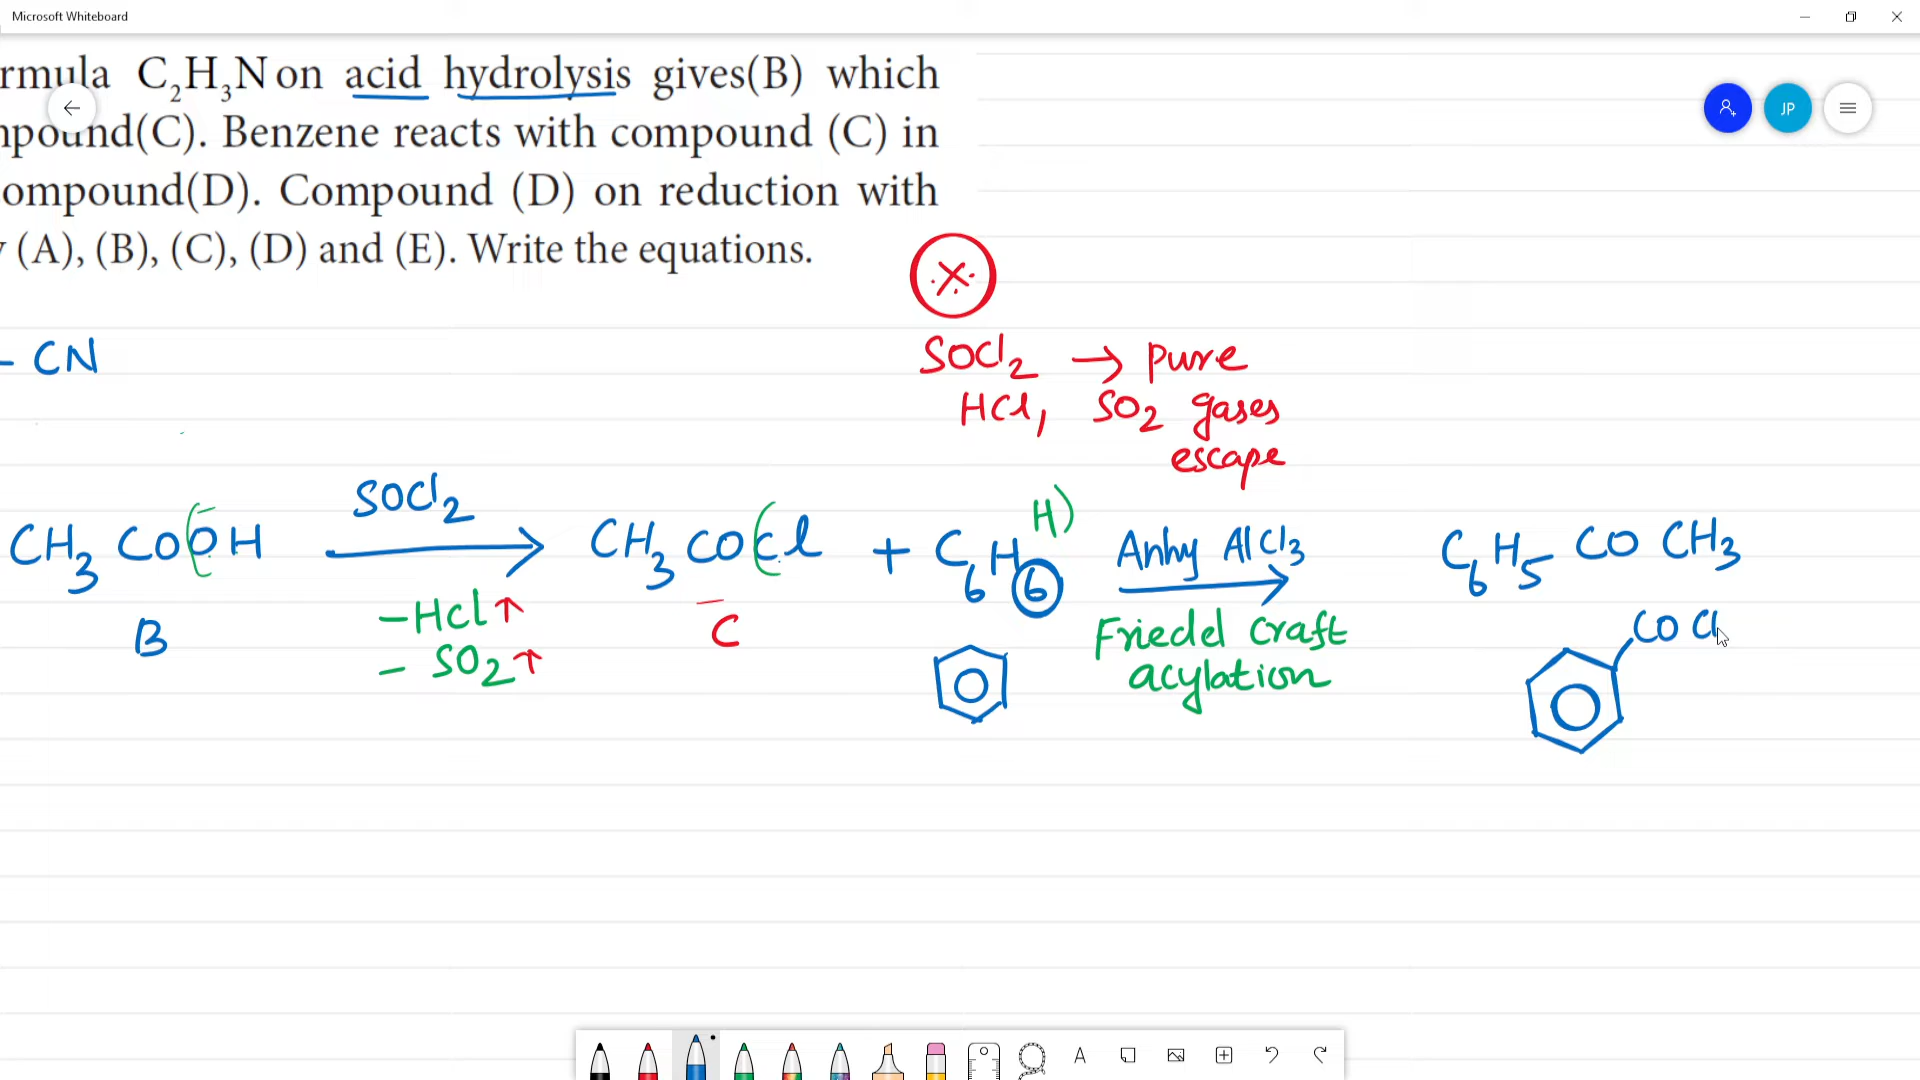 Microsoft Whiteboard
rmula C₂H₃N on acid hydrolysis gives(B) which
mpound(C). Benzene reacts with compound (C) in
ompound(D). Compound (D) on reduction with
y (A), (B), (C), (D) and (E). Write the equations.
JP
SOCl₂ → pure
HCl, SO₂ gases
escape
- CN
CH₃ COOH
SOCl₂
-HCl↑
- SO₂↑
B
CH₃ COCl + C₆H₆
H)
C
Anhy AlCl₃
Friedel Craft
acylation
C₆H₅ CO CH₃
CO Cl
A